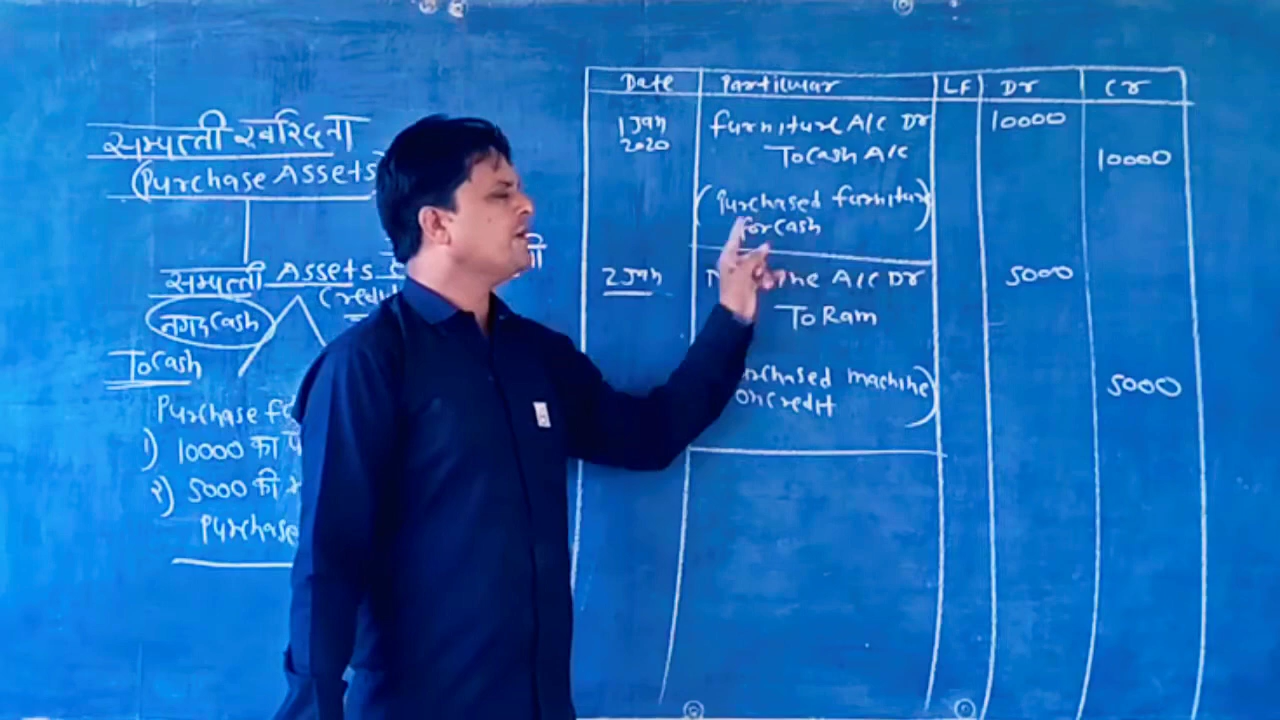 सम्पत्ती खरिदना
(Purchase Assets
सम्पत्ती Assets
नगद Cash
To Cash
Purchase
1) 10000 का
2) 5000 की
Purchase
Date Particular LF Dr Cr
1 Jan furniture A/c Dr 10000
2020 To Cash A/c 10000
(Purchased furniture
for Cash
2 Jan A/c Dr 5000
To Ram
machine) 5000
on credit